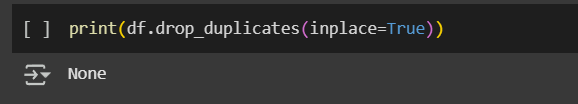 [ ] print(df.drop_duplicates(inplace=True))
None